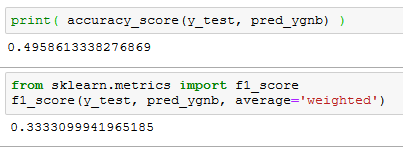 print( accuracy_score(y_test, pred_ygnb) )
0.4958613338276869
from sklearn.metrics import f1_score
f1_score(y_test, pred_ygnb, average='weighted')
0.3333099941965185